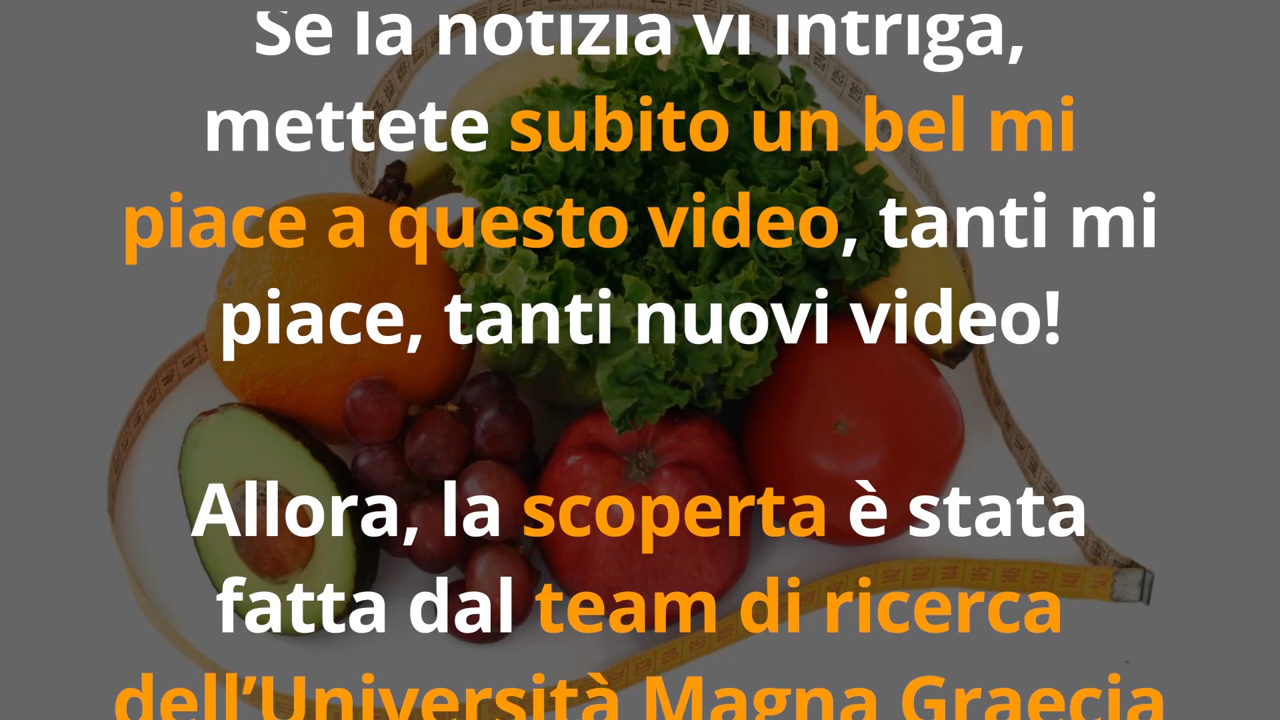 Se la notizia vi intriga,
mettete subito un bel mi
piace a questo video, tanti mi
piace, tanti nuovi video!
Allora, la scoperta è stata
fatta dal team di ricerca
dell’Università Magna Graecia